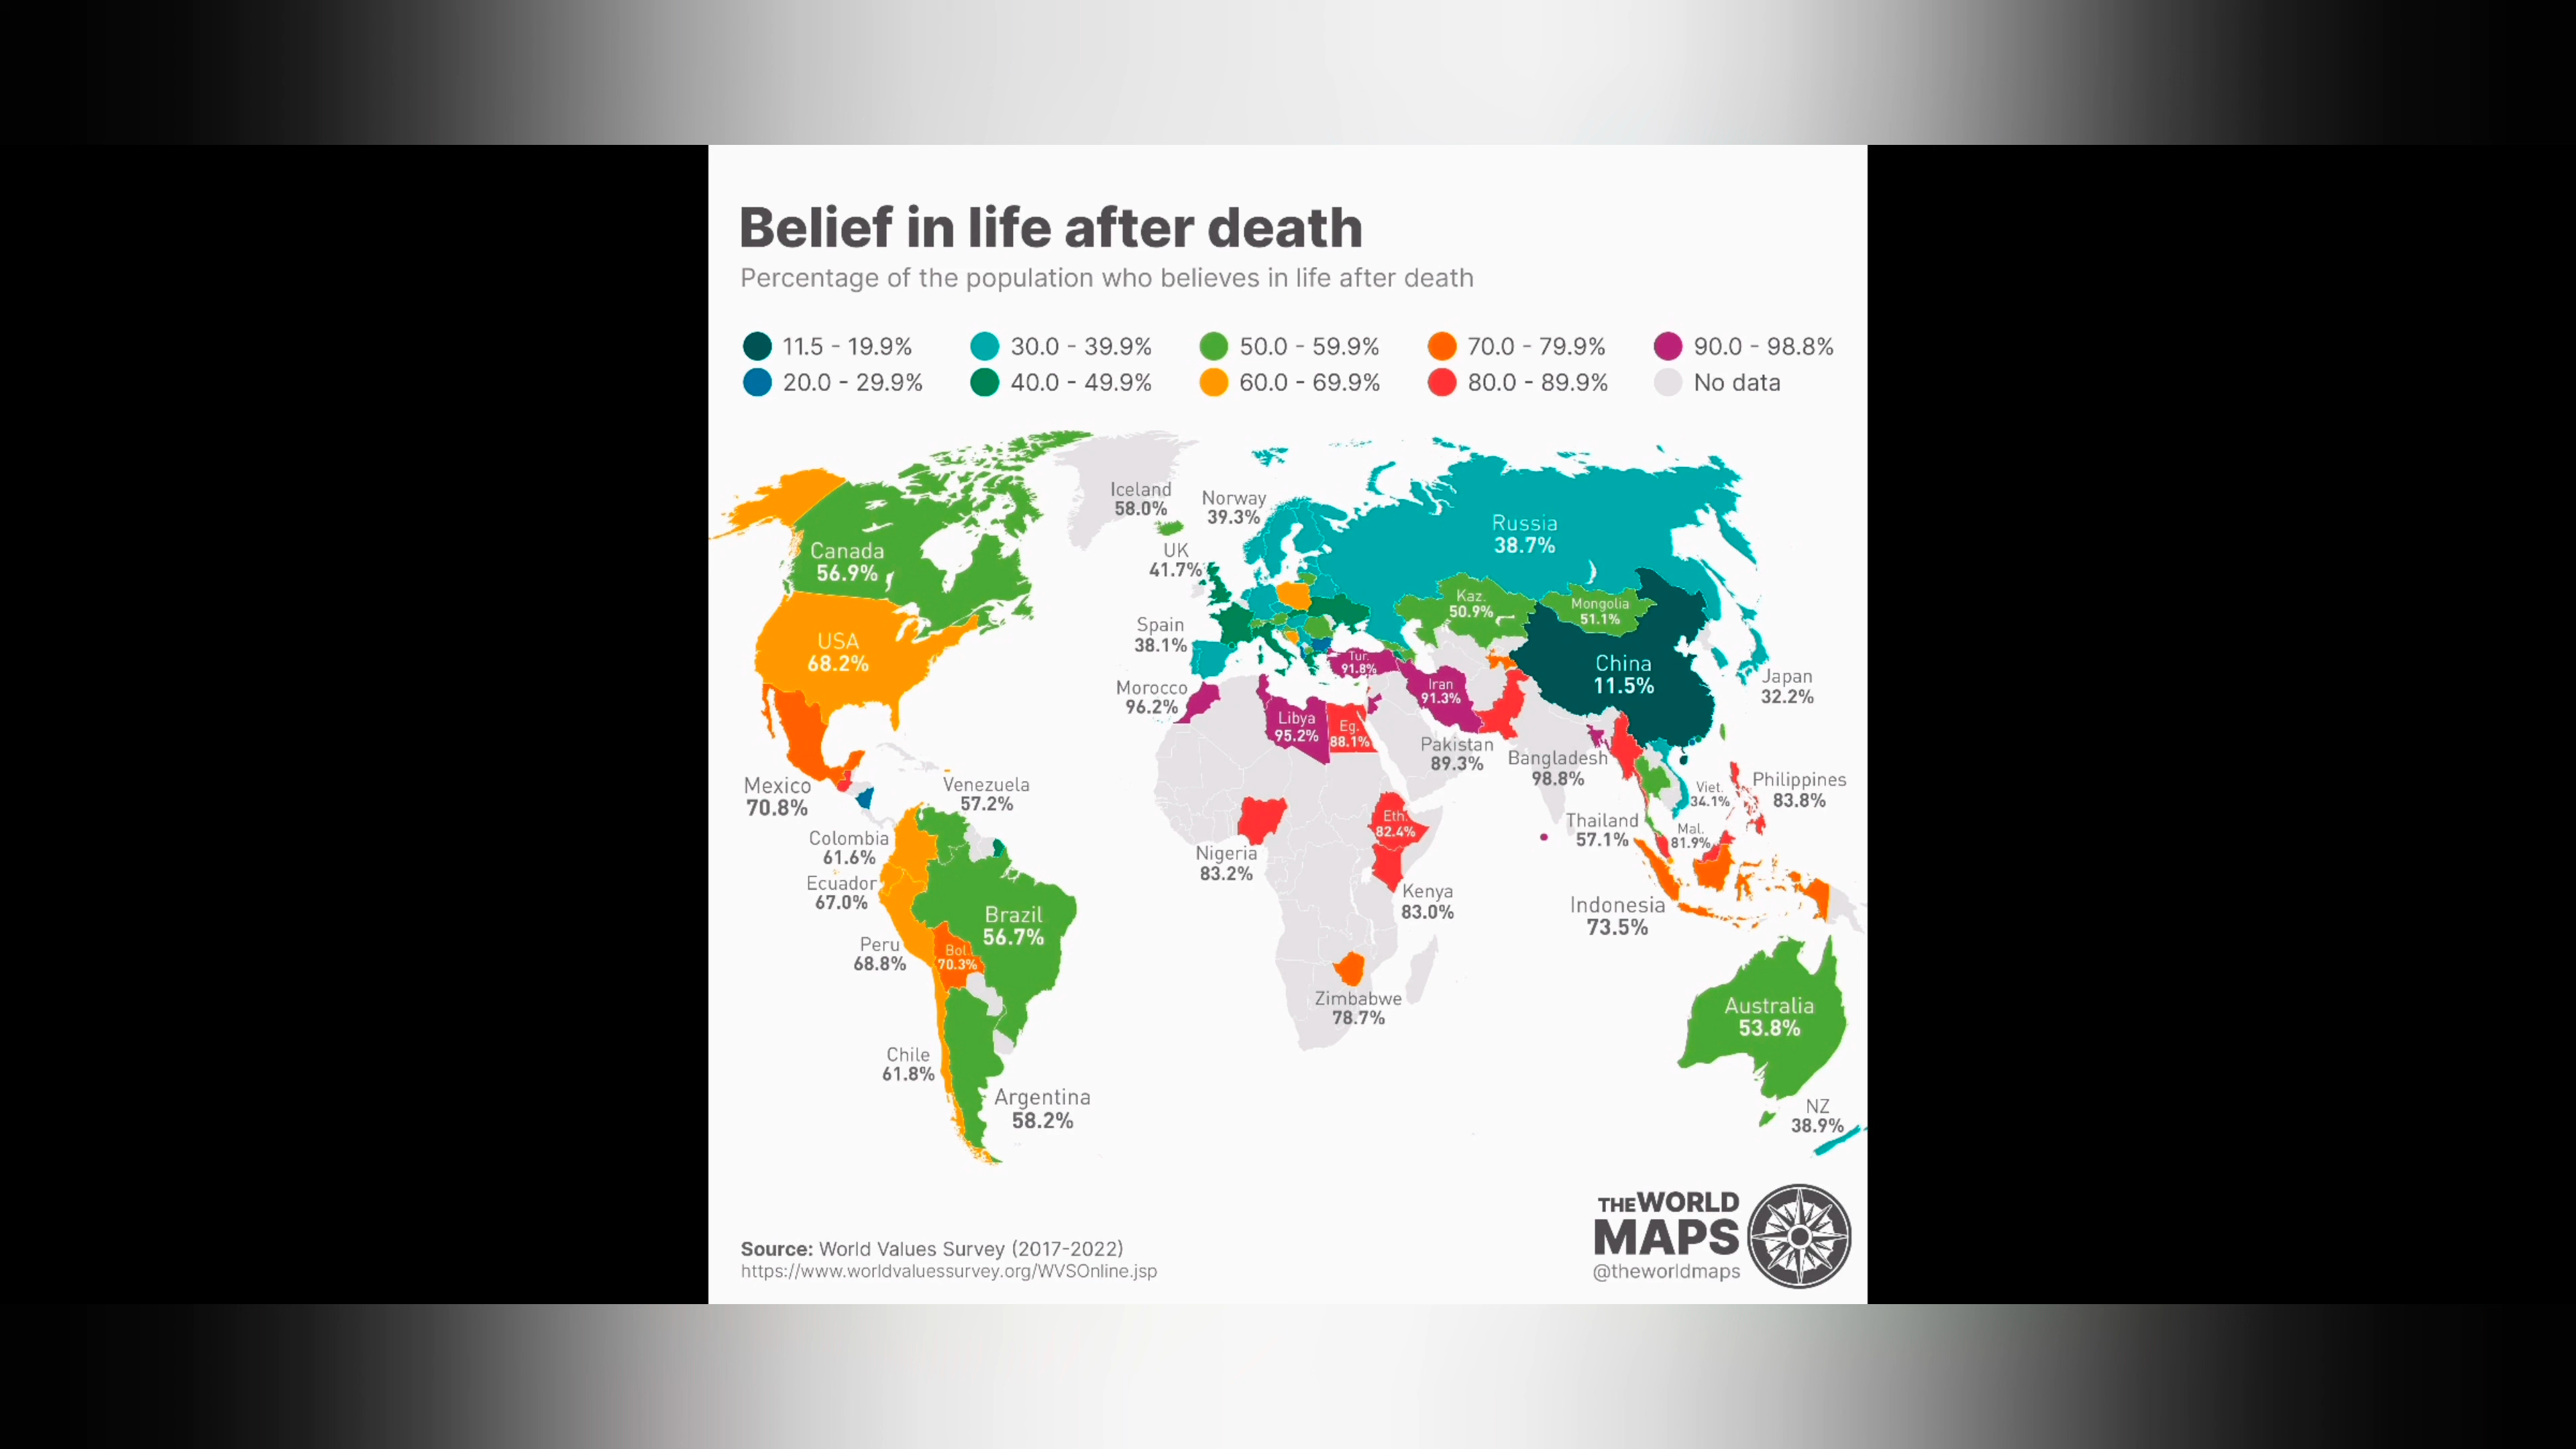 Belief in life after death
Percentage of the population who believes in life after death
11.5 - 19.9%
30.0 - 39.9%
50.0 - 59.9%
70.0 - 79.9%
90.0 - 98.8%
20.0 - 29.9%
40.0 - 49.9%
60.0 - 69.9%
80.0 - 89.9%
No data
Iceland
58.0%
Norway
39.3%
Russia
38.7%
Canada
56.9%
UK
41.7%
Kaz.
50.9%
Mongolia
51.1%
Spain
38.1%
USA
68.2%
Tur.
91.8%
China
11.5%
Iran
91.3%
Japan
32.2%
Morocco
96.2%
Libya
95.2%
Eg.
88.1%
Pakistan
89.3%
Bangladesh
98.8%
Mexico
70.8%
Venezuela
57.2%
Viet.
34.1%
Philippines
83.8%
Colombia
61.6%
Eth.
82.4%
Thailand
57.1%
Mal.
81.9%
Nigeria
83.2%
Ecuador
67.0%
Kenya
83.0%
Indonesia
73.5%
Brazil
56.7%
Peru
68.8%
Bol.
70.3%
Zimbabwe
78.7%
Australia
53.8%
Chile
61.8%
Argentina
58.2%
NZ
38.9%
THE WORLD
MAPS
@theworldmaps
Source: World Values Survey (2017-2022)
https://www.worldvaluessurvey.org/WVSOnline.jsp